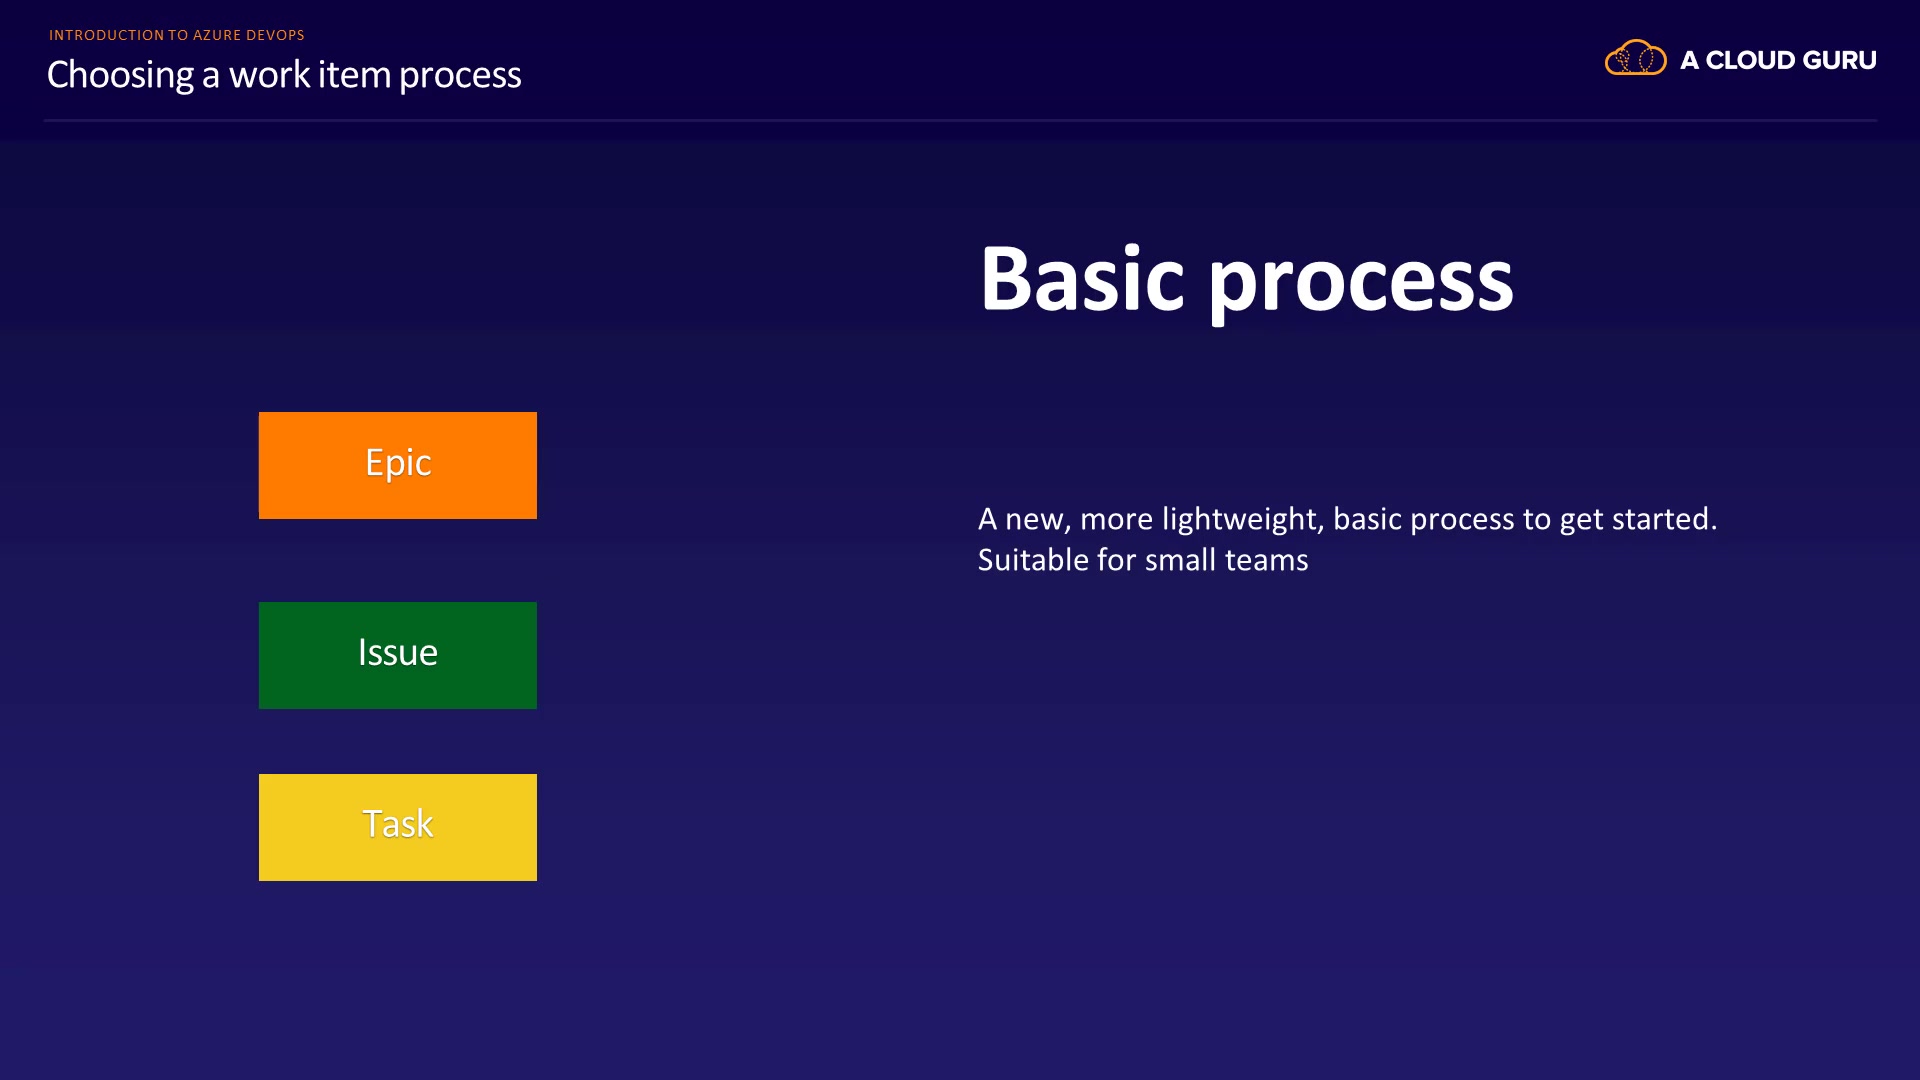 INTRODUCTION TO AZURE DEVOPS
Choosing a work item process
A CLOUD GURU
Basic process
Epic
Issue
Task
A new, more lightweight, basic process to get started.
Suitable for small teams